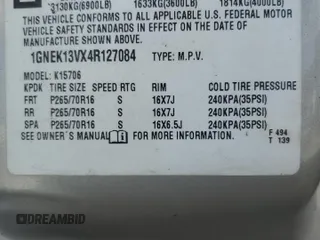 3130KG(6900LB) 1633KG(3600LB) 1814KG(4000LB)
THIS VEHICLE CONFORMS TO ALL APPLICABLE U.S. FEDERAL MOTOR
VEHICLE SAFETY STANDARDS IN EFFECT ON THE DATE OF
MANUFACTURE SHOWN ABOVE.
1GNEK13VX4R127084 TYPE: M.P.V.
MODEL: K15706
KPDK TIRE SIZE SPEED RTG RIM COLD TIRE PRESSURE
FRT P265/70R16 S 16X7J 240KPA(35PSI)
RR P265/70R16 S 16X7J 240KPA(35PSI)
SPA P265/70R16 S 16X6.5J 240KPA(35PSI)
SEE OWNER'S MANUAL FOR MORE INFORMATION.
F 494
T 139
DREAMBID